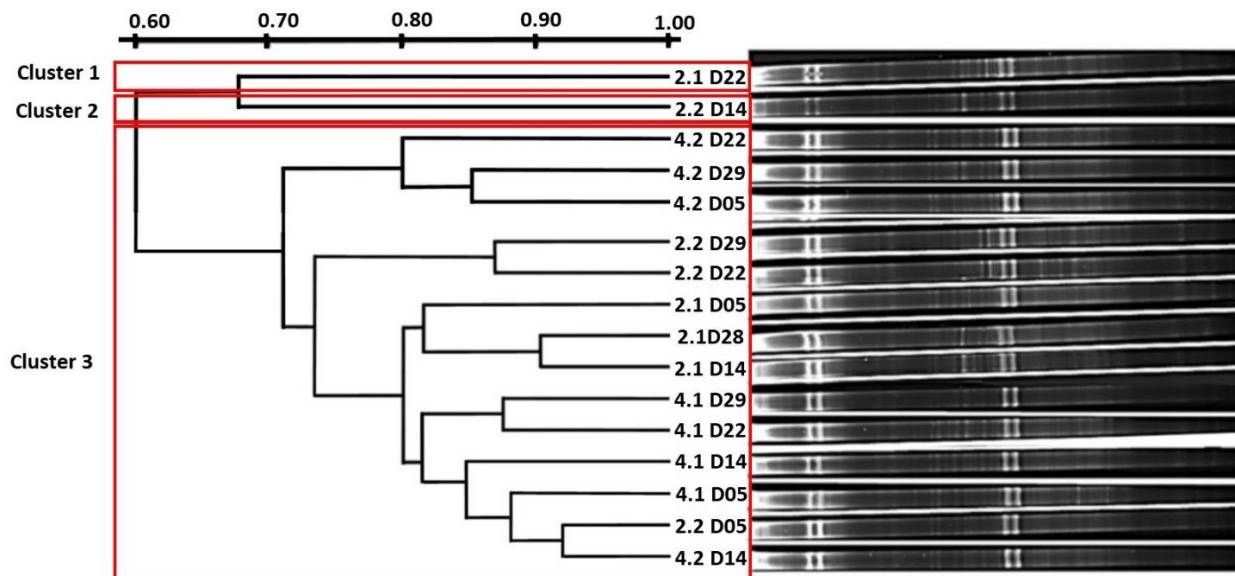 0.60 0.70 0.80 0.90 1.00
Cluster 1
2.1 D22
Cluster 2
2.2 D14
4.2 D22
4.2 D29
4.2 D05
2.2 D29
2.2 D22
2.1 D05
2.1D28
Cluster 3
2.1 D14
4.1 D29
4.1 D22
4.1 D14
4.1 D05
2.2 D05
4.2 D14